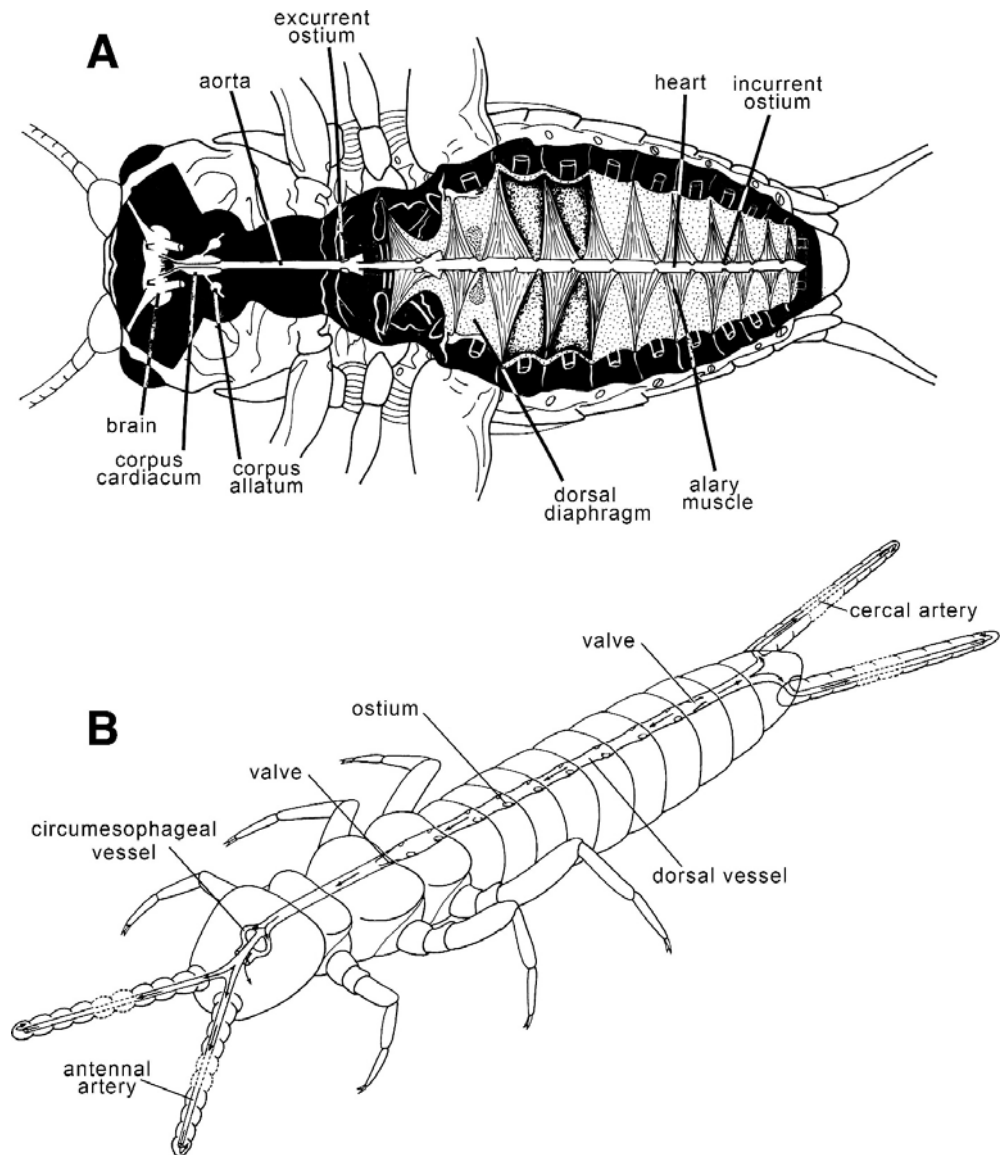 A
excurrent
ostium
aorta
heart
incurrent
ostium
brain
corpus
cardiacum
corpus
allatum
dorsal
diaphragm
alary
muscle
B
cercal artery
valve
ostium
valve
circumesophageal
vessel
dorsal vessel
antennal
artery